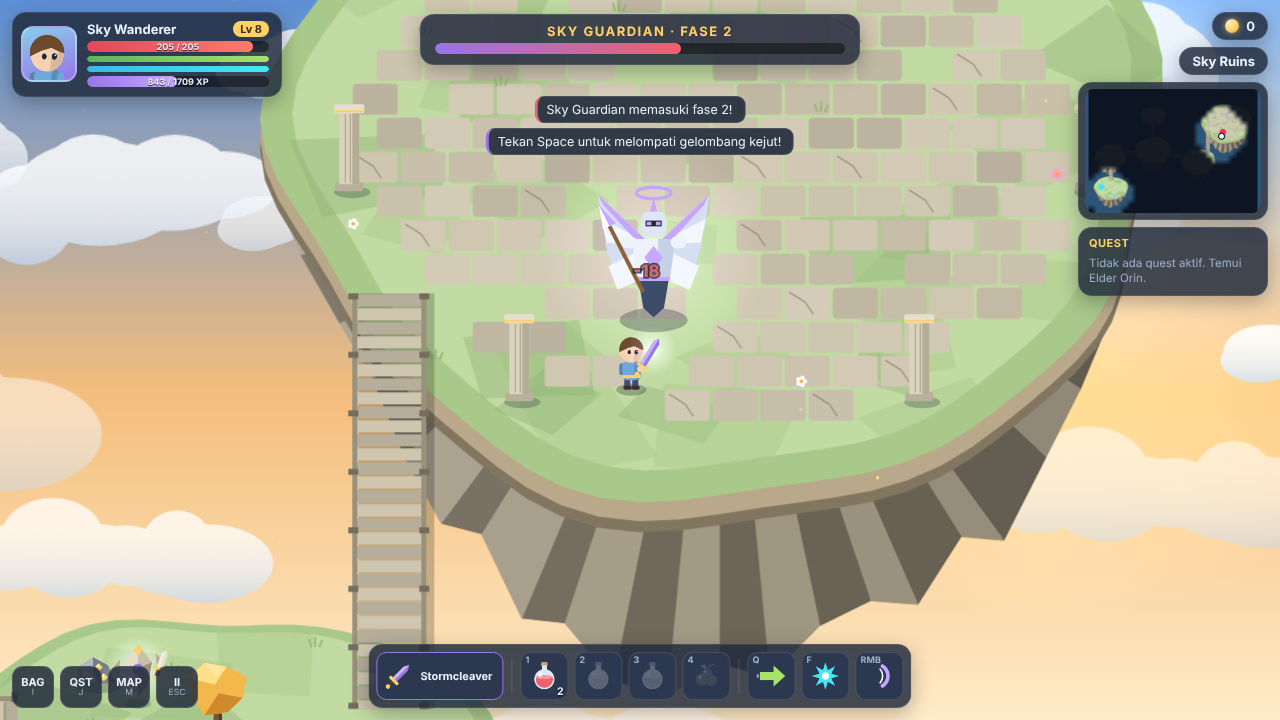 Sky Wanderer
Lv 8
205 / 205
843 / 1709 XP
SKY GUARDIAN · FASE 2
0
Sky Ruins
Sky Guardian memasuki fase 2!
Tekan Space untuk melompati gelombang kejut!
-18
QUEST
Tidak ada quest aktif. Temui
Elder Orin.
BAG
I
QST
J
MAP
M
II
ESC
Stormcleaver
1
2
2
3
4
Q
F
RMB